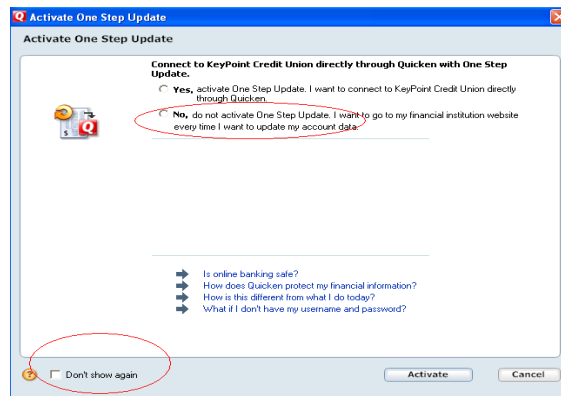 Activate One Step Update
Activate One Step Update
Connect to KeyPoint Credit Union directly through Quicken with One Step
Update.
Yes, activate One Step Update. I want to connect to KeyPoint Credit Union directly
through Quicken.
No, do not activate One Step Update. I want to go to my financial institution website
every time I want to update my account data.
Is online banking safe?
How does Quicken protect my financial information?
How is this different from what I do today?
What if I don't have my username and password?
? Don't show again Activate Cancel